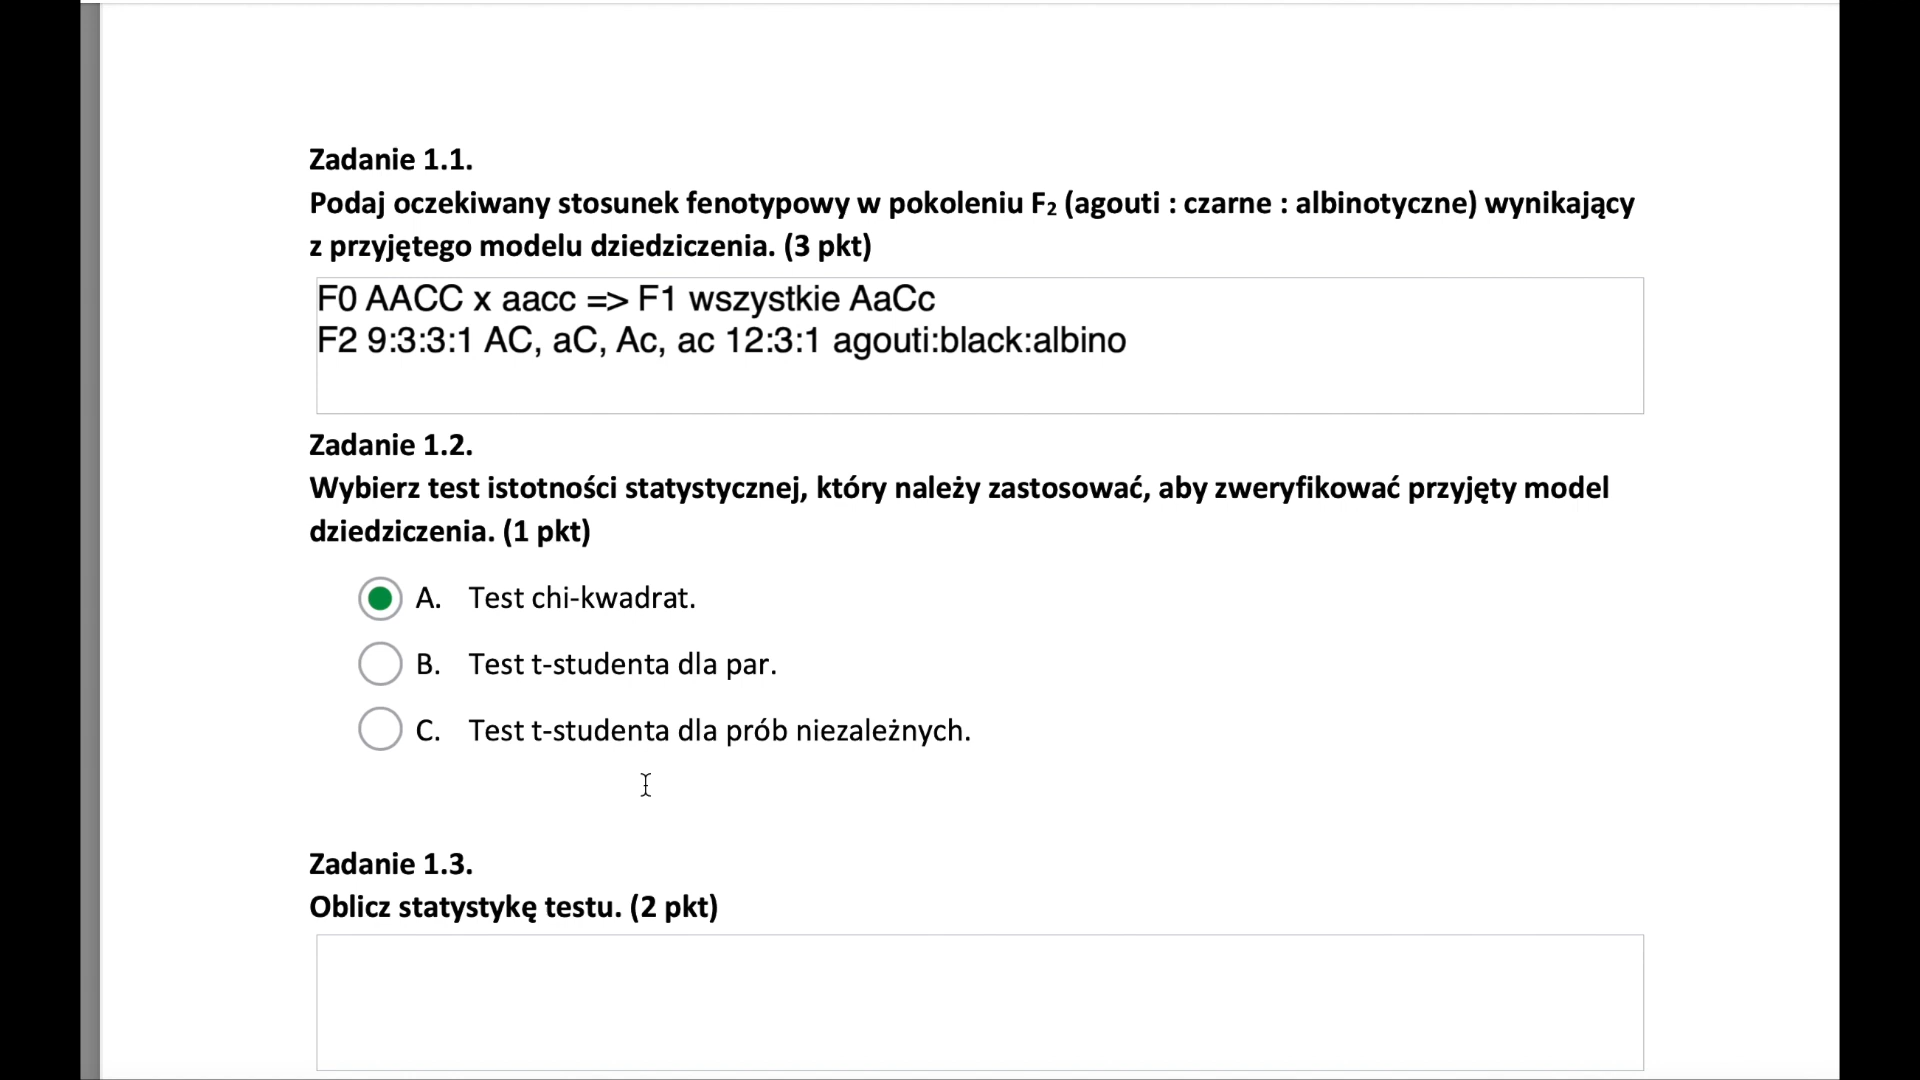 Zadanie 1.1.
Podaj oczekiwany stosunek fenotypowy w pokoleniu F₂ (agouti : czarne : albinotyczne) wynikający
z przyjętego modelu dziedziczenia. (3 pkt)
F0 AACC x aacc => F1 wszystkie AaCc
F2 9:3:3:1 AC, aC, Ac, ac 12:3:1 agouti:black:albino
Zadanie 1.2.
Wybierz test istotności statystycznej, który należy zastosować, aby zweryfikować przyjęty model
dziedziczenia. (1 pkt)
A. Test chi-kwadrat.
B. Test t-studenta dla par.
C. Test t-studenta dla prób niezależnych.
Zadanie 1.3.
Oblicz statystykę testu. (2 pkt)